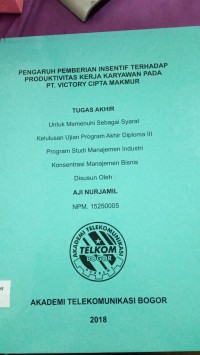 PENGARUH PEMBERIAN INSENTIF TERHADAP
PRODUKTIVITAS KERJA KARYAWAN PADA
PT. VICTORY CIPTA MAKMUR
TUGAS AKHIR
Untuk Memenuhi Sebagai Syarat
Kelulusan Ujian Program Akhir Diploma III
Program Studi Manajemen Industri
Konsentrasi Manajemen Bisnis
Disusun Oleh :
AJI NURJAMIL
NPM. 15250005
AKADEMI TELEKOMUNIKASI
TELKOM
BOGOR
AKADEMI TELEKOMUNIKASI BOGOR
2018